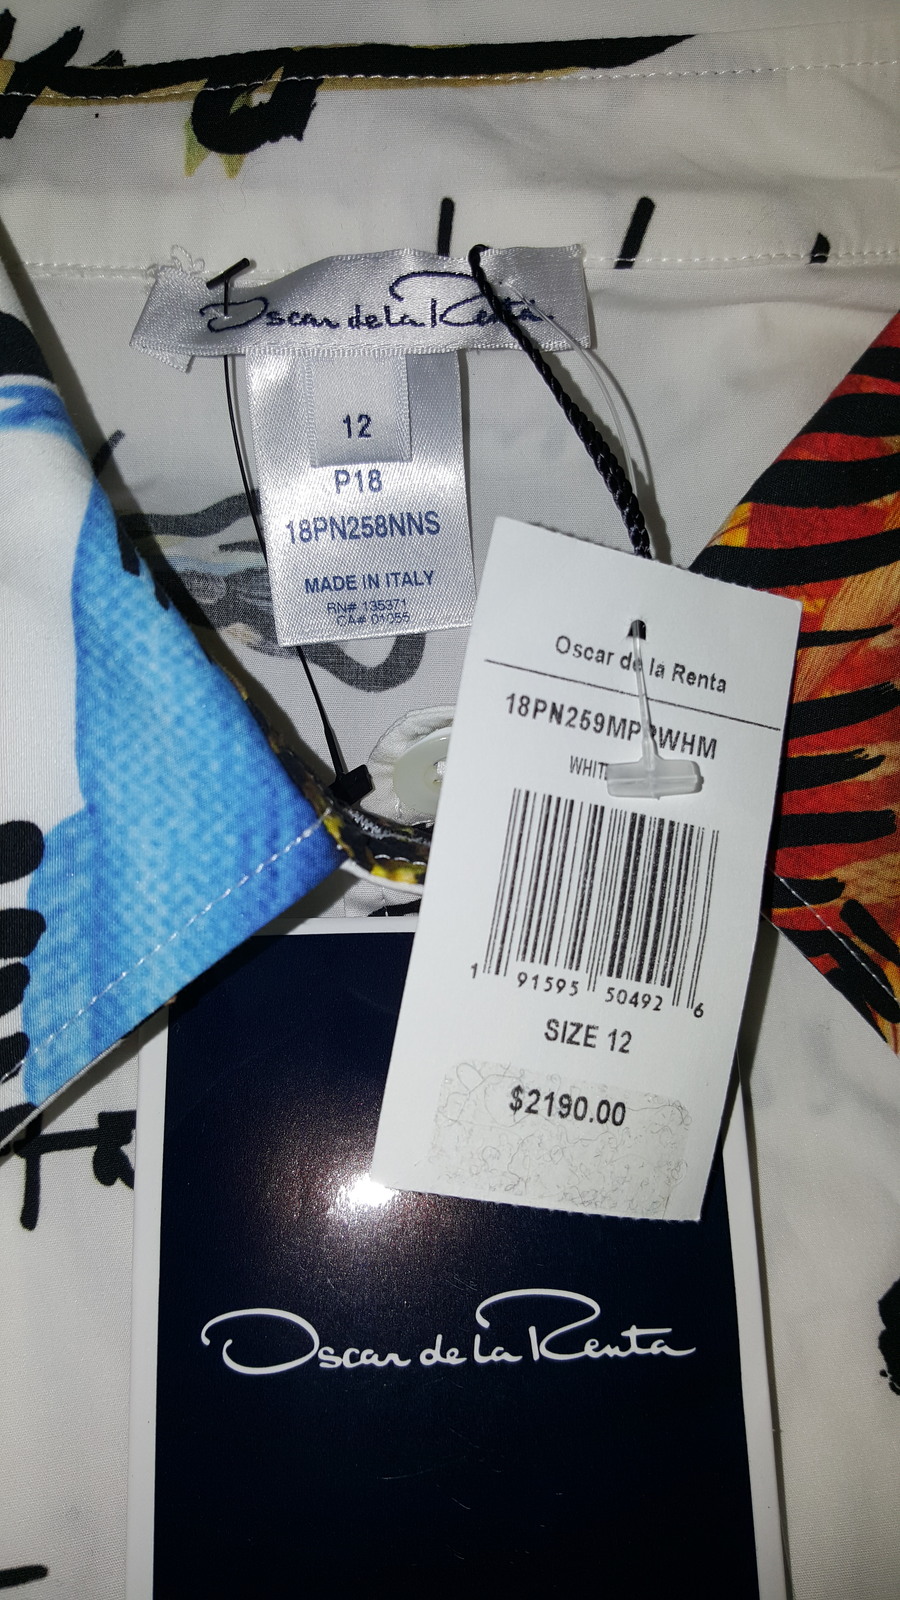 Oscar de la Renta
12
P18
18PN258NNS
MADE IN ITALY
RN# 135371
CA# 01055
Oscar de la Renta
SIZE 12
1 91595 50492 6
$2190.00
Oscar de la Renta